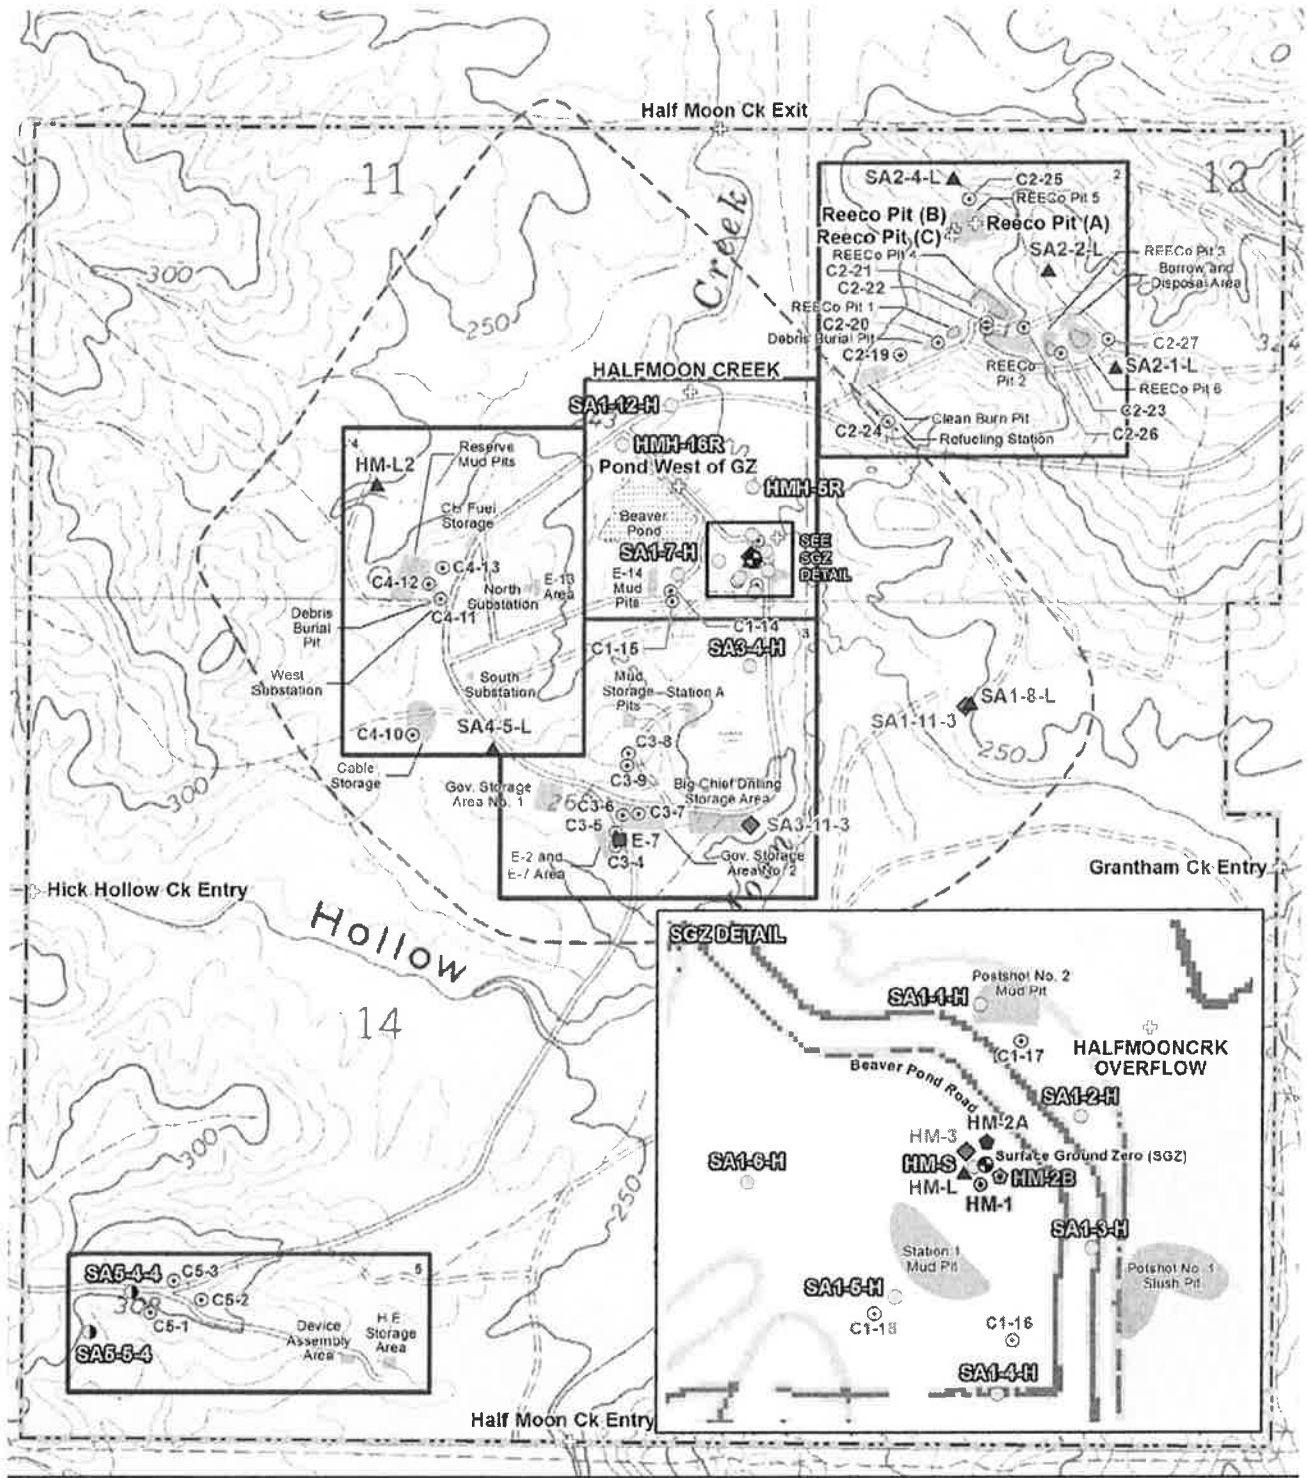 Half Moon Ck Exit
11
12
Creek
300
250
2
SA2-4-L
C2-25
REECo Pit 5
Reeco Pit (B)
Reeco Pit (A)
Reeco Pit (C)
SA2-2-L
REECo Pit 4
REECo Pit 3
C2-21
Borrow and
Disposal Area
C2-22
REECo Pit 1
C2-20
Debris Burial Pit
C2-19
C2-27
REECo
Pit 2
SA2-1-L
REECo Pit 6
C2-23
Clean Burn Pit
C2-24
Refueling Station
C2-26
HALFMOON CREEK
1
SA1-12-H
HMH-16R
Pond West of GZ
HMH-5R
Beaver
Pond
SA1-7-H
SEE
SGZ
DETAIL
E-14
Mud
Pits
C1-14
C1-15
4
Reserve
Mud Pits
HM-L2
CH Fuel
Storage
C4-13
C4-12
North
Substation
E-13
Area
C4-11
Debris
Burial
Pit
West
Substation
South
Substation
SA4-5-L
C4-10
Cable
Storage
3
SA3-4-H
Mud
Storage
Pits
Station A
C3-8
C3-9
Gov. Storage
Area No. 1
Big Chief Drilling
Storage Area
C3-6
C3-7
C3-5
SA3-11-3
E-7
C3-4
E-2 and
E-7 Area
Gov. Storage
Area No. 2
SA1-8-L
SA1-11-3
250
300
Grantham Ck Entry
Hick Hollow Ck Entry
Hollow
14
300
250
SGZ DETAIL
Postshot No. 2
Mud Pit
SA1-1-H
C1-17
HALFMOONCRK
OVERFLOW
Beaver Pond Road
SA1-2-H
HM-2A
HM-3
Surface Ground Zero (SGZ)
SA1-6-H
HM-S
HM-2B
HM-L
HM-1
SA1-3-H
Station 1
Mud Pit
Potshot No. 1
Slush Pit
SA1-5-H
C1-18
C1-16
SA1-4-H
5
SA5-4-4
C5-3
C5-2
C5-1
SA5-5-4
Device
Assembly
Area
H E
Storage
Area
Half Moon Ck Entry